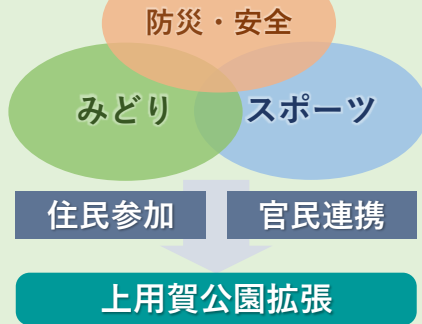 防災・安全
みどり
スポーツ
住民参加
官民連携
上用賀公園拡張